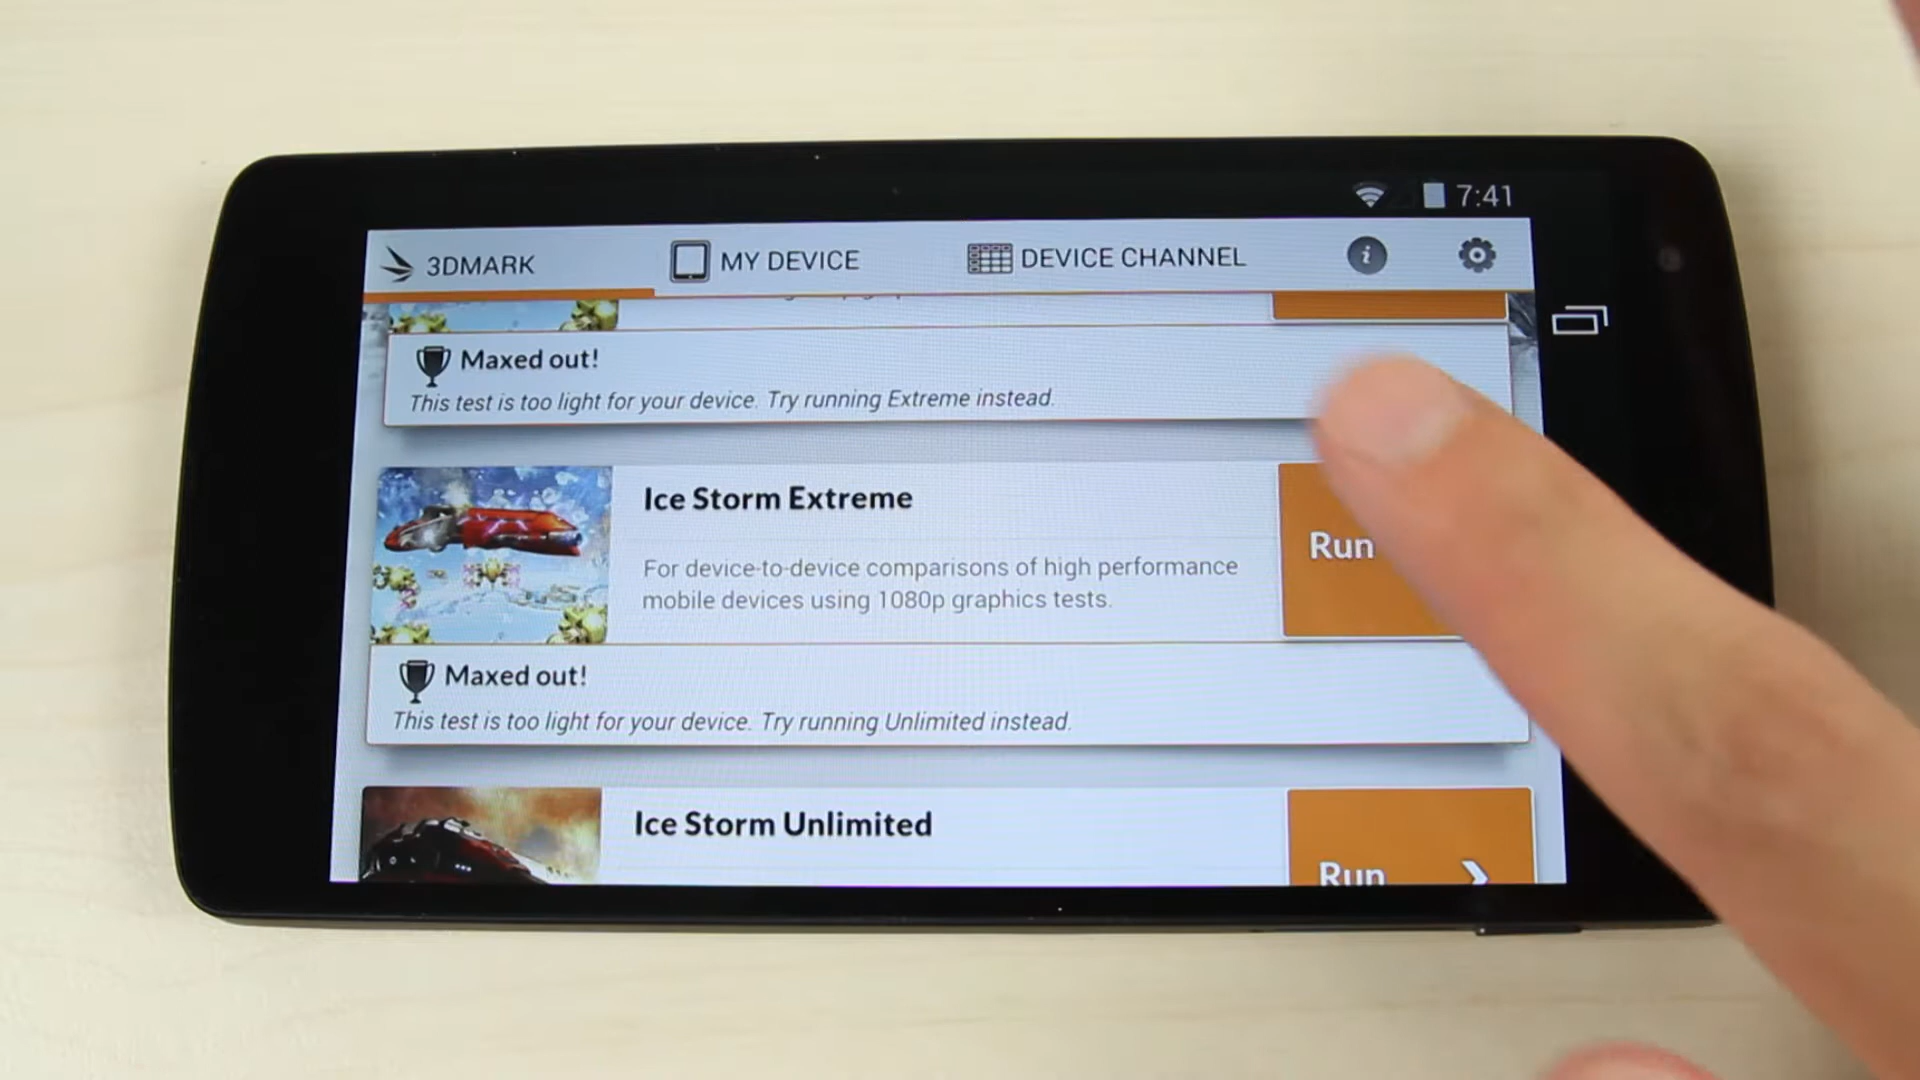 7:41
3DMARK
MY DEVICE
DEVICE CHANNEL
Maxed out!
This test is too light for your device. Try running Extreme instead.
Ice Storm Extreme
For device-to-device comparisons of high performance
mobile devices using 1080p graphics tests.
Run
Maxed out!
This test is too light for your device. Try running Unlimited instead.
Ice Storm Unlimited
Run